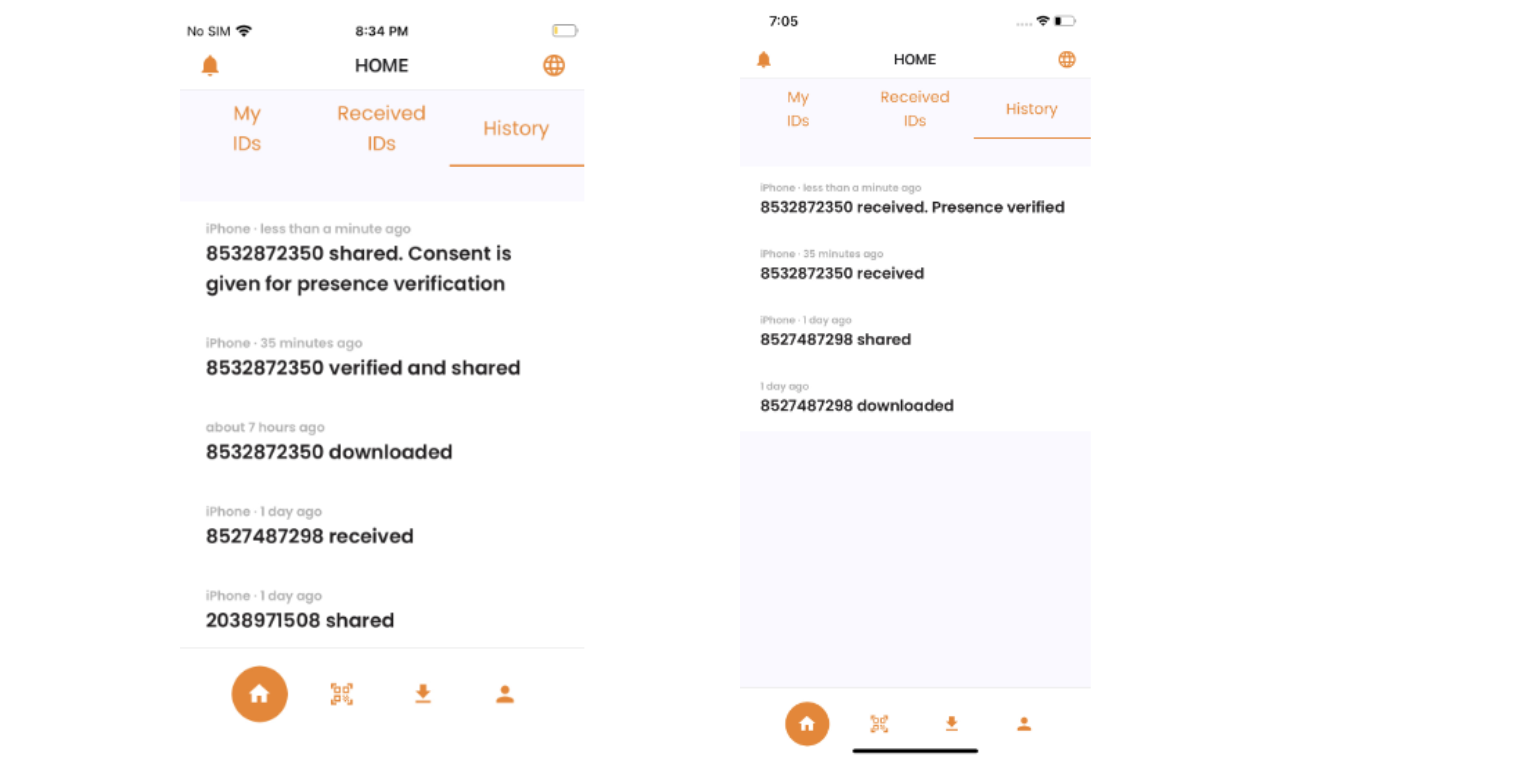 No SIM 8:34 PM
HOME
My
IDs
Received
IDs
History
iPhone · less than a minute ago
8532872350 shared. Consent is
given for presence verification
iPhone · 35 minutes ago
8532872350 verified and shared
about 7 hours ago
8532872350 downloaded
iPhone · 1 day ago
8527487298 received
iPhone · 1 day ago
2038971508 shared
7:05
HOME
My
IDs
Received
IDs
History
iPhone · less than a minute ago
8532872350 received. Presence verified
iPhone · 35 minutes ago
8532872350 received
iPhone · 1 day ago
8527487298 shared
1 day ago
8527487298 downloaded